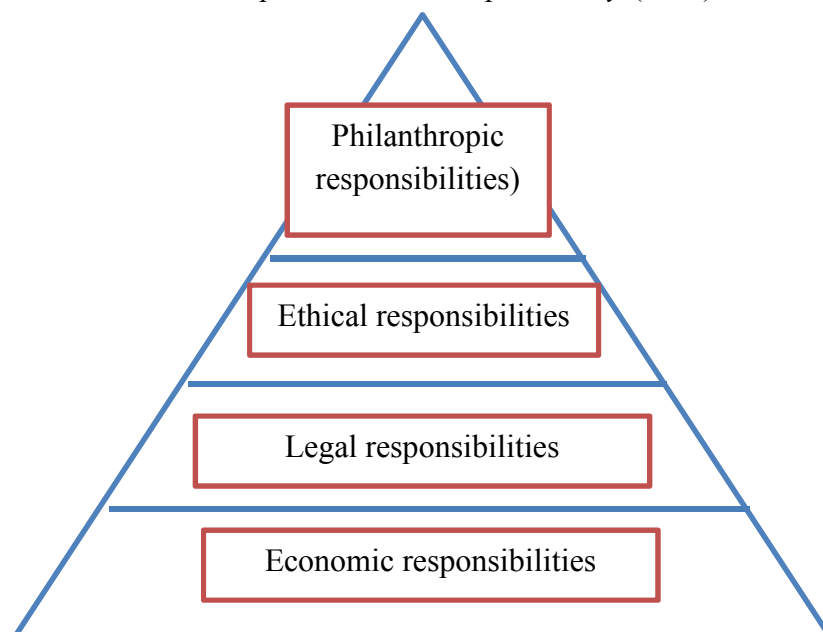 Philanthropic
responsibilities)
Ethical responsibilities
Legal responsibilities
Economic responsibilities